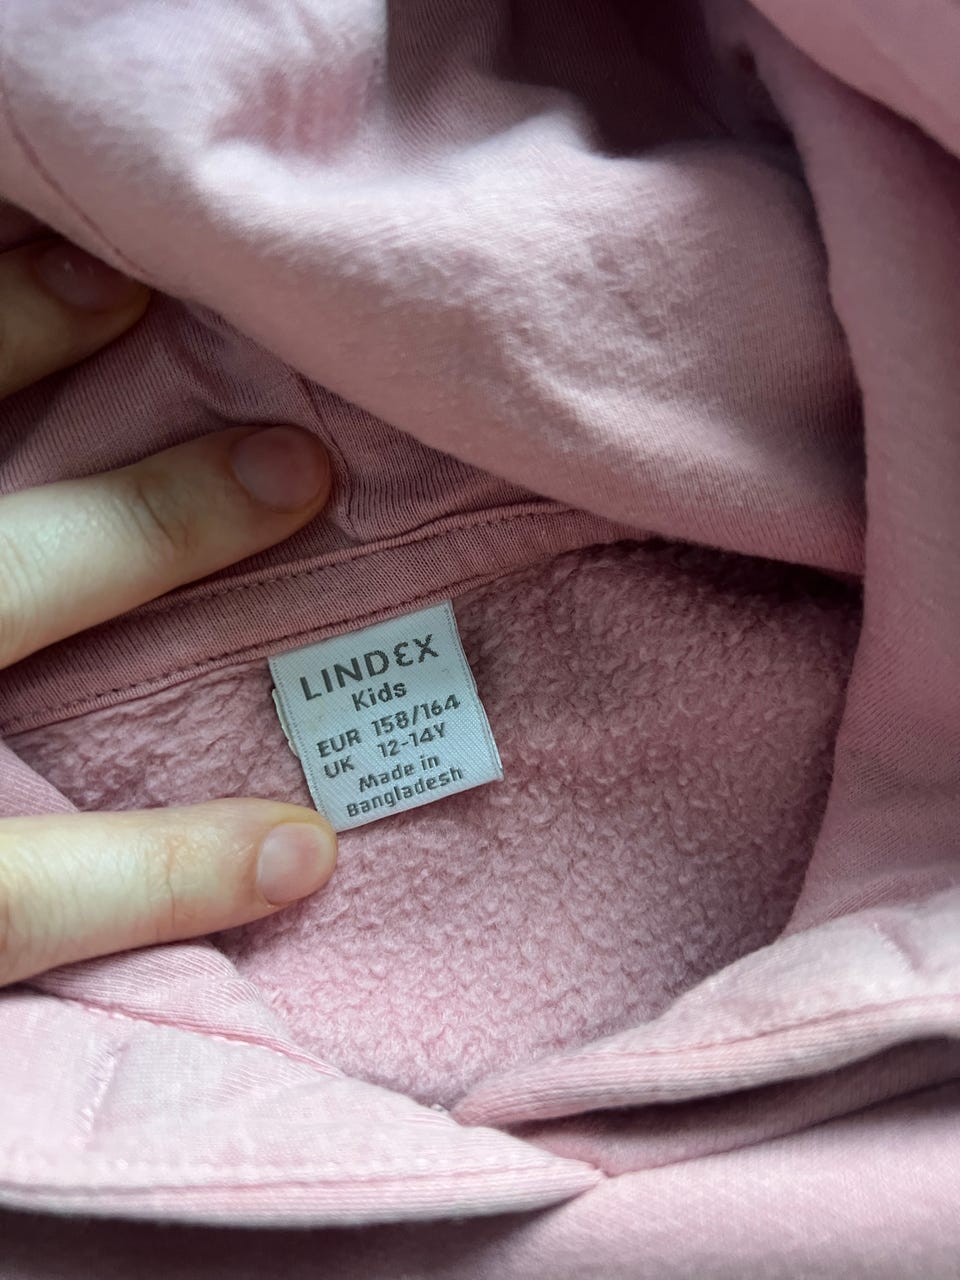 LINDEX
Kids
EUR 158/164
UK 12-14Y
Made in
Bangladesh